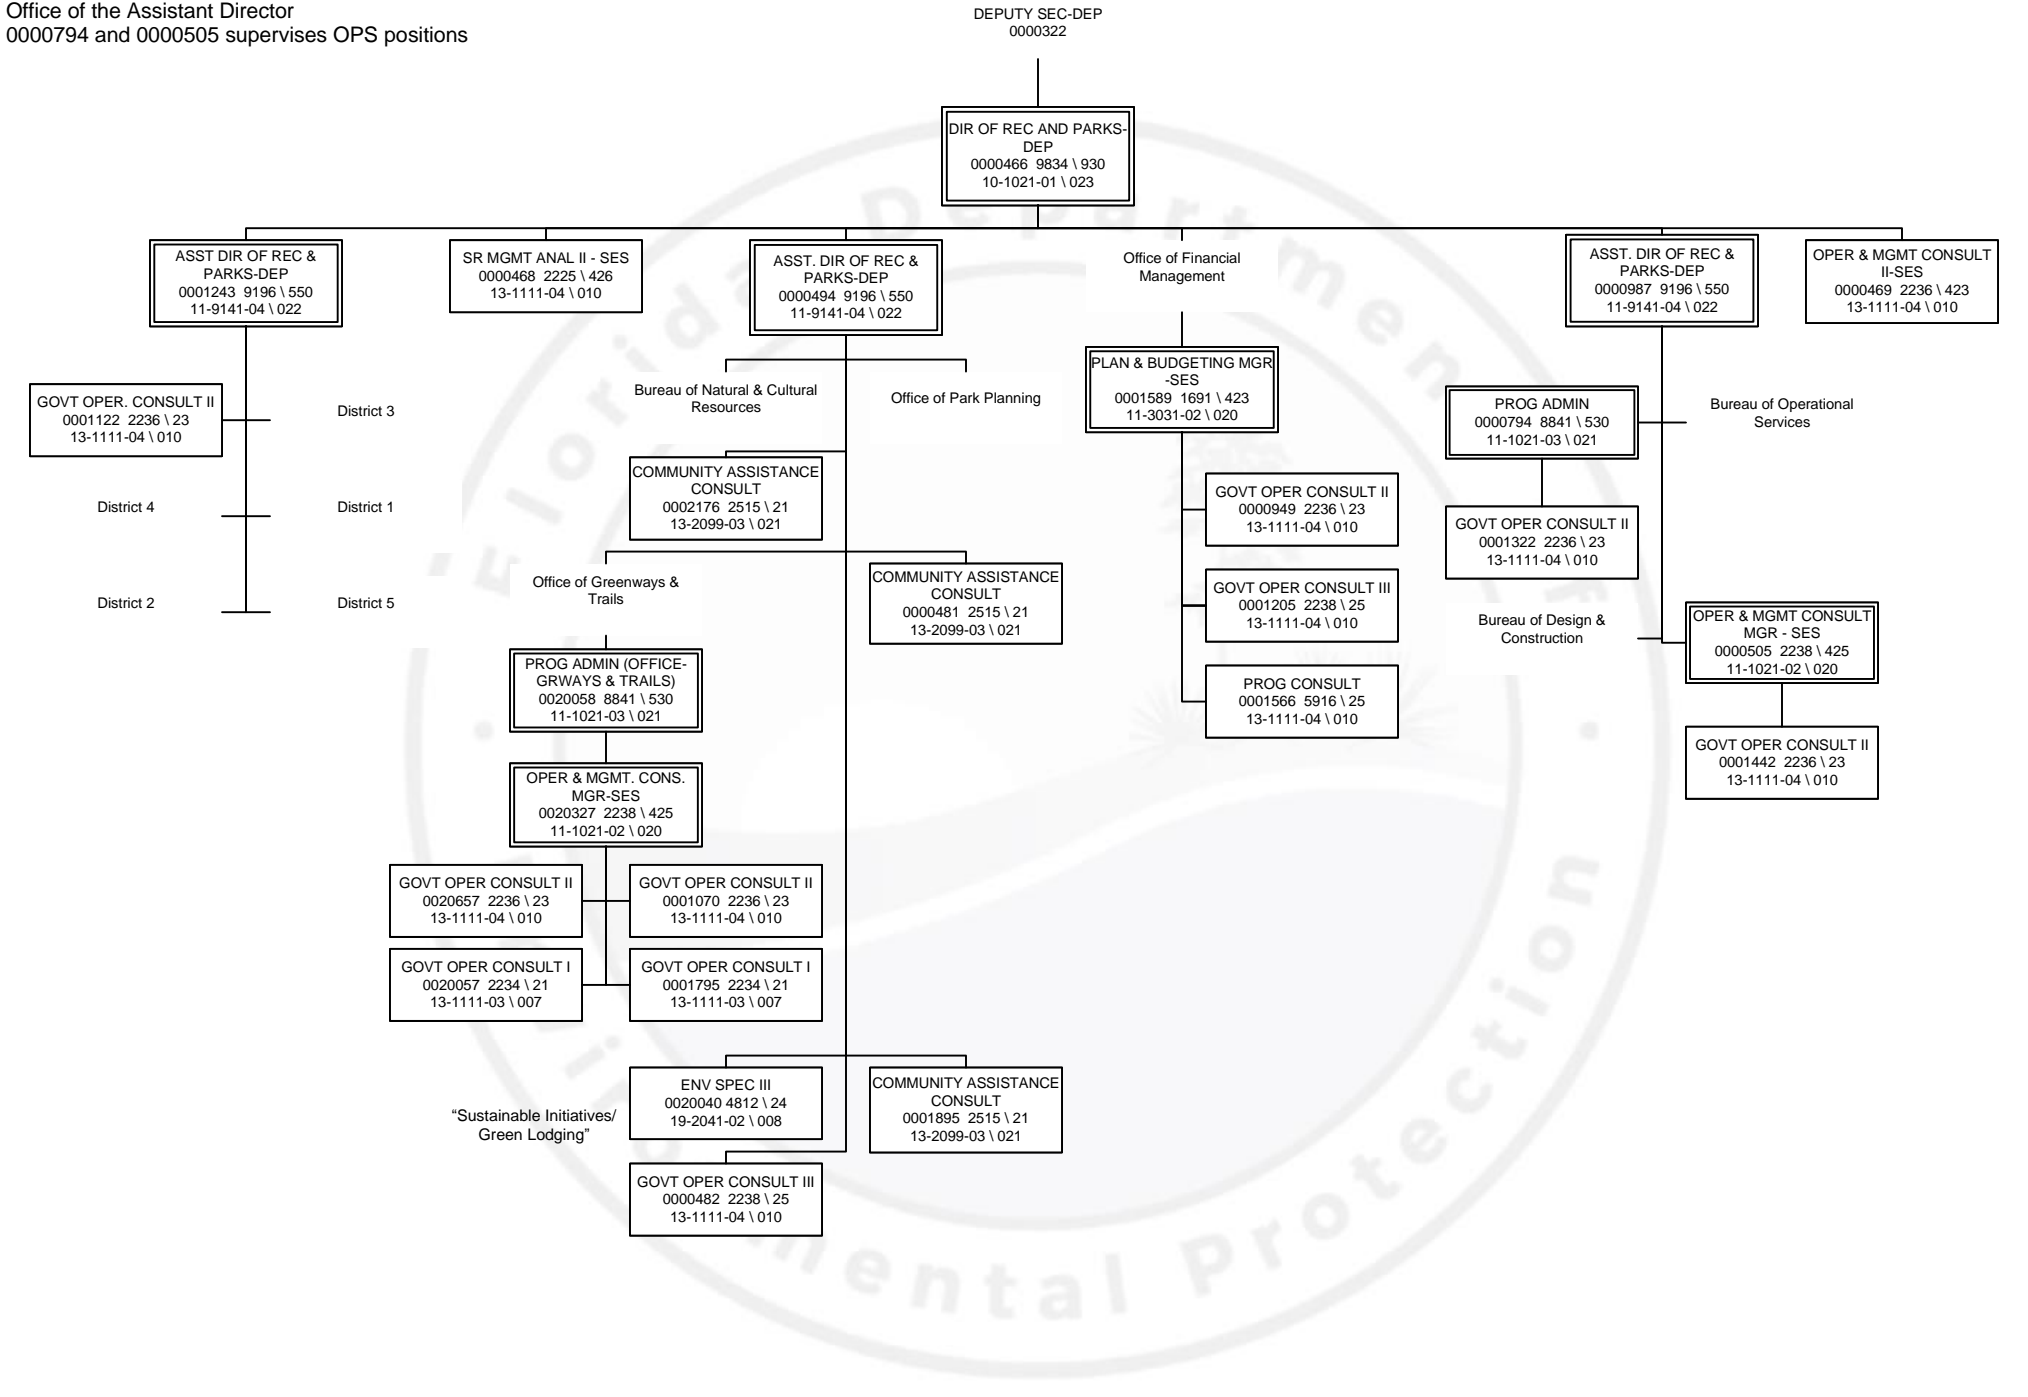 Office of the Assistant Director
0000794 and 0000505 supervises OPS positions
DEPUTY SEC-DEP
0000322
DIR OF REC AND PARKS-
DEP
0000466 9834 \ 930
10-1021-01 \ 023
ASST DIR OF REC &
PARKS-DEP
0001243 9196 \ 550
11-9141-04 \ 022
SR MGMT ANAL II - SES
0000468 2225 \ 426
13-1111-04 \ 010
ASST. DIR OF REC &
PARKS-DEP
0000494 9196 \ 550
11-9141-04 \ 022
Office of Financial
Management
ASST. DIR OF REC &
PARKS-DEP
0000987 9196 \ 550
11-9141-04 \ 022
OPER & MGMT CONSULT
II-SES
0000469 2236 \ 423
13-1111-04 \ 010
GOVT OPER. CONSULT II
0001122 2236 \ 23
13-1111-04 \ 010
District 3
District 4
District 1
District 2
District 5
Bureau of Natural & Cultural
Resources
Office of Park Planning
COMMUNITY ASSISTANCE
CONSULT
0002176 2515 \ 21
13-2099-03 \ 021
Office of Greenways &
Trails
COMMUNITY ASSISTANCE
CONSULT
0000481 2515 \ 21
13-2099-03 \ 021
PROG ADMIN (OFFICE-
GRWAYS & TRAILS)
0020058 8841 \ 530
11-1021-03 \ 021
OPER & MGMT. CONS.
MGR-SES
0020327 2238 \ 425
11-1021-02 \ 020
GOVT OPER CONSULT II
0020657 2236 \ 23
13-1111-04 \ 010
GOVT OPER CONSULT II
0001070 2236 \ 23
13-1111-04 \ 010
GOVT OPER CONSULT I
0020057 2234 \ 21
13-1111-03 \ 007
GOVT OPER CONSULT I
0001795 2234 \ 21
13-1111-03 \ 007
ENV SPEC III
0020040 4812 \ 24
19-2041-02 \ 008
“Sustainable Initiatives/
Green Lodging”
COMMUNITY ASSISTANCE
CONSULT
0001895 2515 \ 21
13-2099-03 \ 021
GOVT OPER CONSULT III
0000482 2238 \ 25
13-1111-04 \ 010
PLAN & BUDGETING MGR
-SES
0001589 1691 \ 423
11-3031-02 \ 020
GOVT OPER CONSULT II
0000949 2236 \ 23
13-1111-04 \ 010
GOVT OPER CONSULT III
0001205 2238 \ 25
13-1111-04 \ 010
PROG CONSULT
0001566 5916 \ 25
13-1111-04 \ 010
PROG ADMIN
0000794 8841 \ 530
11-1021-03 \ 021
Bureau of Operational
Services
GOVT OPER CONSULT II
0001322 2236 \ 23
13-1111-04 \ 010
Bureau of Design &
Construction
OPER & MGMT CONSULT
MGR - SES
0000505 2238 \ 425
11-1021-02 \ 020
GOVT OPER CONSULT II
0001442 2236 \ 23
13-1111-04 \ 010
Florida Department
Protection